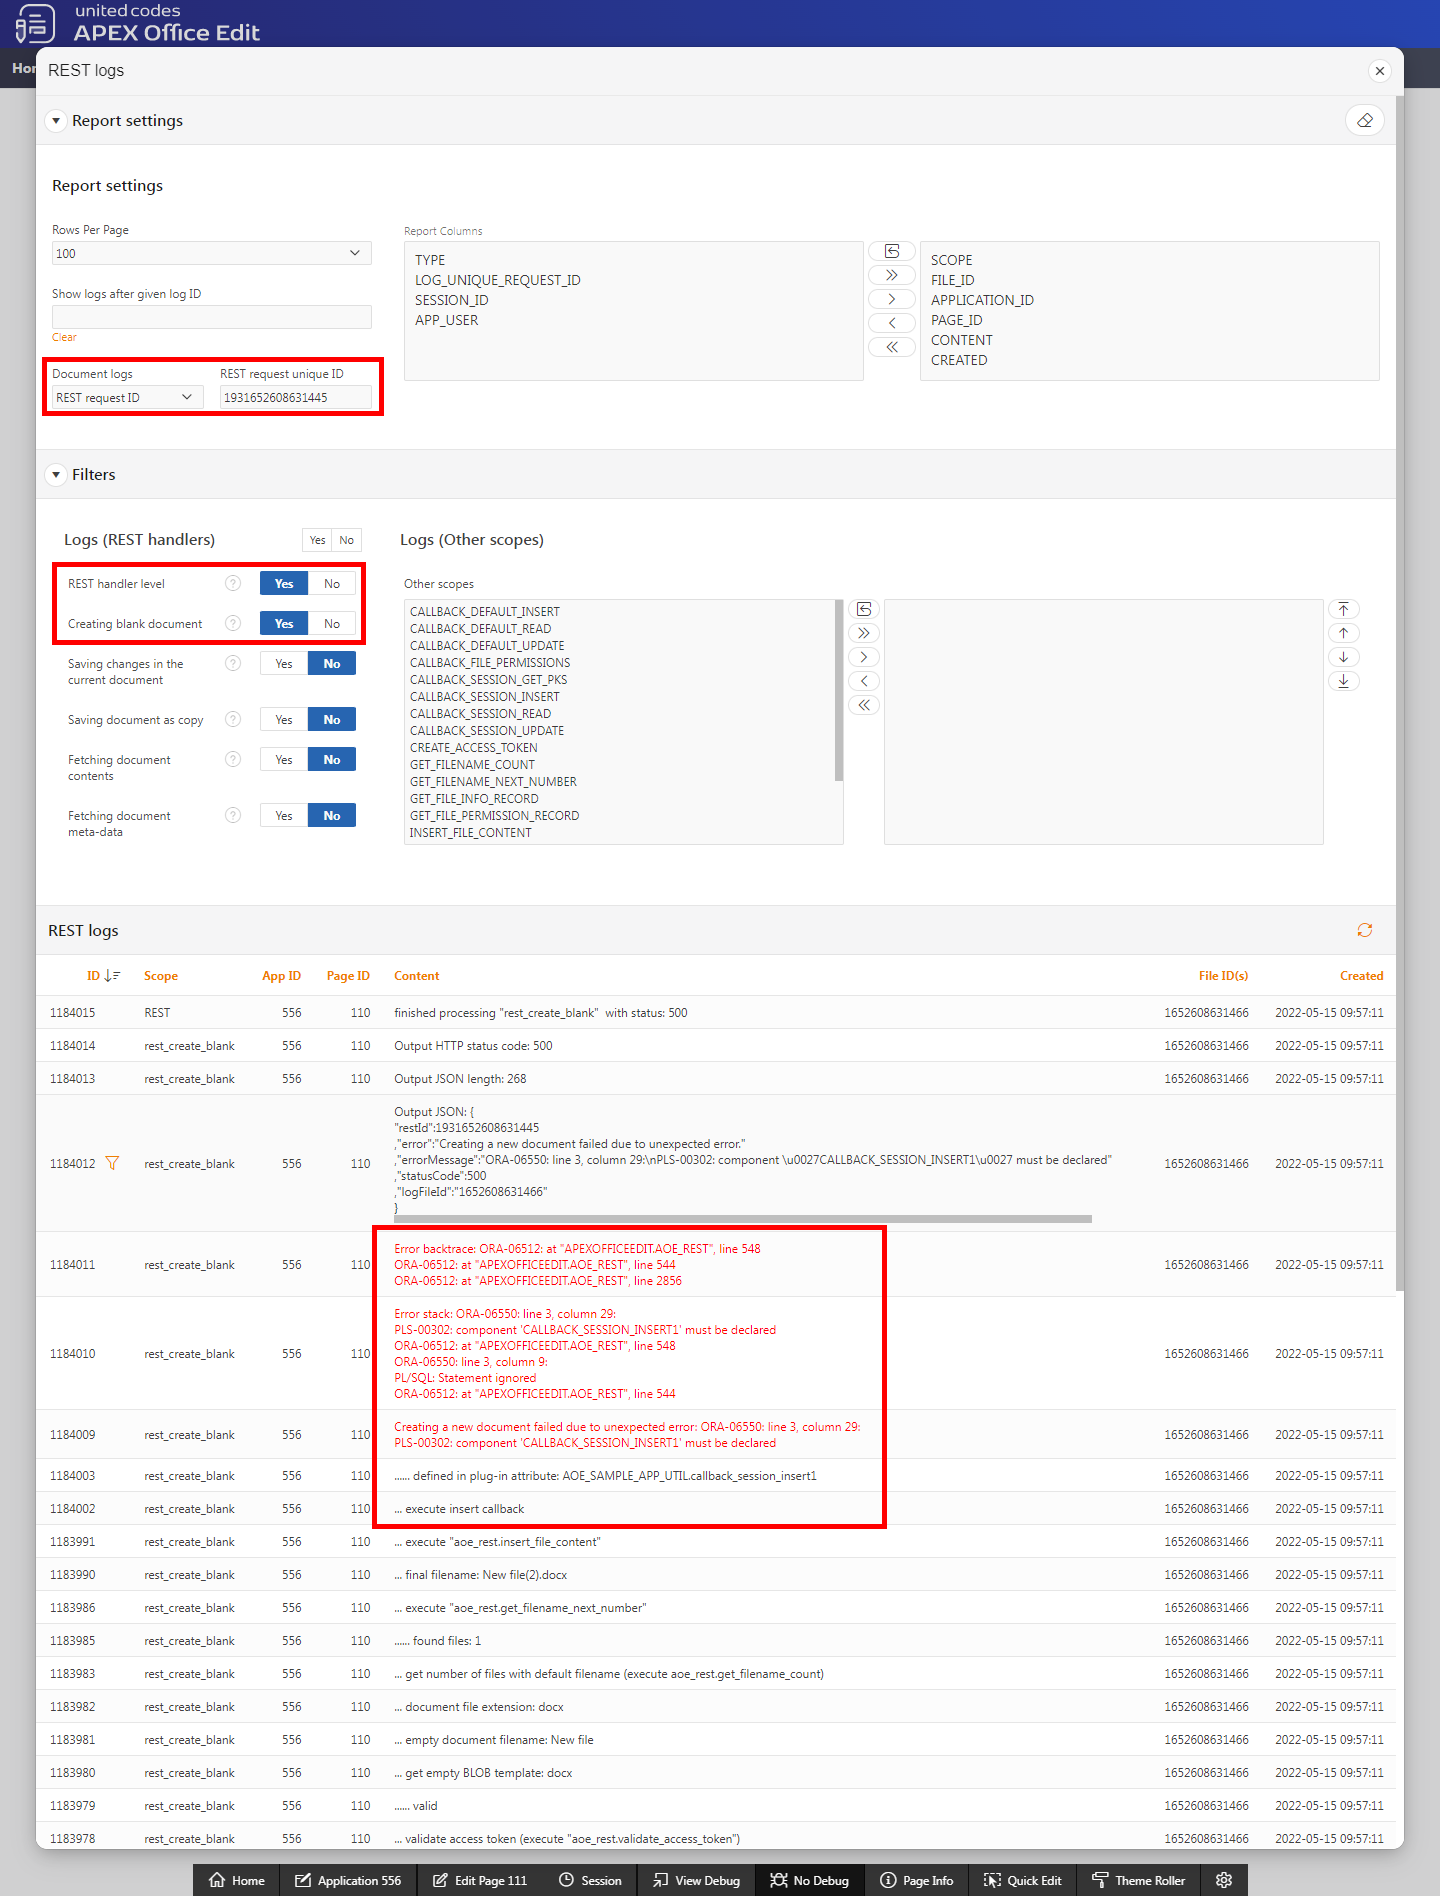 united codes
APEX Office Edit
Hor
REST logs
Report settings
Report settings
Rows Per Page
100
Show logs after given log ID
Clear
Document logs
REST request unique ID
REST request ID
1931652608631445
Report Columns
TYPE
LOG_UNIQUE_REQUEST_ID
SESSION_ID
APP_USER
SCOPE
FILE_ID
APPLICATION_ID
PAGE_ID
CONTENT
CREATED
Filters
Logs (REST handlers)
Yes No
REST handler level ? Yes No
Creating blank document ? Yes No
Saving changes in the
current document
? Yes No
Saving document as copy ? Yes No
Fetching document
contents
? Yes No
Fetching document
meta-data
? Yes No
Logs (Other scopes)
Other scopes
CALLBACK_DEFAULT_INSERT
CALLBACK_DEFAULT_READ
CALLBACK_DEFAULT_UPDATE
CALLBACK_FILE_PERMISSIONS
CALLBACK_SESSION_GET_PKS
CALLBACK_SESSION_INSERT
CALLBACK_SESSION_READ
CALLBACK_SESSION_UPDATE
CREATE_ACCESS_TOKEN
GET_FILENAME_COUNT
GET_FILENAME_NEXT_NUMBER
GET_FILE_INFO_RECORD
GET_FILE_PERMISSION_RECORD
INSERT_FILE_CONTENT
REST logs
ID Scope App ID Page ID Content File ID(s) Created
1184015 REST 556 110 finished processing "rest_create_blank" with status: 500 1652608631466 2022-05-15 09:57:11
1184014 rest_create_blank 556 110 Output HTTP status code: 500 1652608631466 2022-05-15 09:57:11
1184013 rest_create_blank 556 110 Output JSON length: 268 1652608631466 2022-05-15 09:57:11
1184012 rest_create_blank 556 110
Output JSON: {
"restId":1931652608631445
,"error":"Creating a new document failed due to unexpected error."
,"errorMessage":"ORA-06550: line 3, column 29:\nPLS-00302: component \u0027CALLBACK_SESSION_INSERT1\u0027 must be declared"
,"statusCode":500
,"logFileId":"1652608631466"
}
1652608631466 2022-05-15 09:57:11
1184011 rest_create_blank 556 110
Error backtrace: ORA-06512: at "APEXOFFICEEDIT.AOE_REST", line 548
ORA-06512: at "APEXOFFICEEDIT.AOE_REST", line 544
ORA-06512: at "APEXOFFICEEDIT.AOE_REST", line 2856
1652608631466 2022-05-15 09:57:11
1184010 rest_create_blank 556 110
Error stack: ORA-06550: line 3, column 29:
PLS-00302: component 'CALLBACK_SESSION_INSERT1' must be declared
ORA-06512: at "APEXOFFICEEDIT.AOE_REST", line 548
ORA-06550: line 3, column 9:
PL/SQL: Statement ignored
ORA-06512: at "APEXOFFICEEDIT.AOE_REST", line 544
1652608631466 2022-05-15 09:57:11
1184009 rest_create_blank 556 110
Creating a new document failed due to unexpected error: ORA-06550: line 3, column 29:
PLS-00302: component 'CALLBACK_SESSION_INSERT1' must be declared
1652608631466 2022-05-15 09:57:11
1184003 rest_create_blank 556 110 ...... defined in plug-in attribute: AOE_SAMPLE_APP_UTIL.callback_session_insert1 1652608631466 2022-05-15 09:57:11
1184002 rest_create_blank 556 110 ... execute insert callback 1652608631466 2022-05-15 09:57:11
1183991 rest_create_blank 556 110 ... execute "aoe_rest.insert_file_content" 1652608631466 2022-05-15 09:57:11
1183990 rest_create_blank 556 110 ... final filename: New file(2).docx 1652608631466 2022-05-15 09:57:11
1183986 rest_create_blank 556 110 ... execute "aoe_rest.get_filename_next_number" 1652608631466 2022-05-15 09:57:11
1183985 rest_create_blank 556 110 ...... found files: 1 1652608631466 2022-05-15 09:57:11
1183983 rest_create_blank 556 110 ... get number of files with default filename (execute aoe_rest.get_filename_count) 1652608631466 2022-05-15 09:57:11
1183982 rest_create_blank 556 110 ... document file extension: docx 1652608631466 2022-05-15 09:57:11
1183981 rest_create_blank 556 110 ... empty document filename: New file 1652608631466 2022-05-15 09:57:11
1183980 rest_create_blank 556 110 ... get empty BLOB template: docx 1652608631466 2022-05-15 09:57:11
1183979 rest_create_blank 556 110 ...... valid 1652608631466 2022-05-15 09:57:11
1183978 rest_create_blank 556 110 ... validate access token (execute "aoe_rest.validate_access_token") 1652608631466 2022-05-15 09:57:11
Home Application 556 Edit Page 111 Session View Debug No Debug Page Info Quick Edit Theme Roller